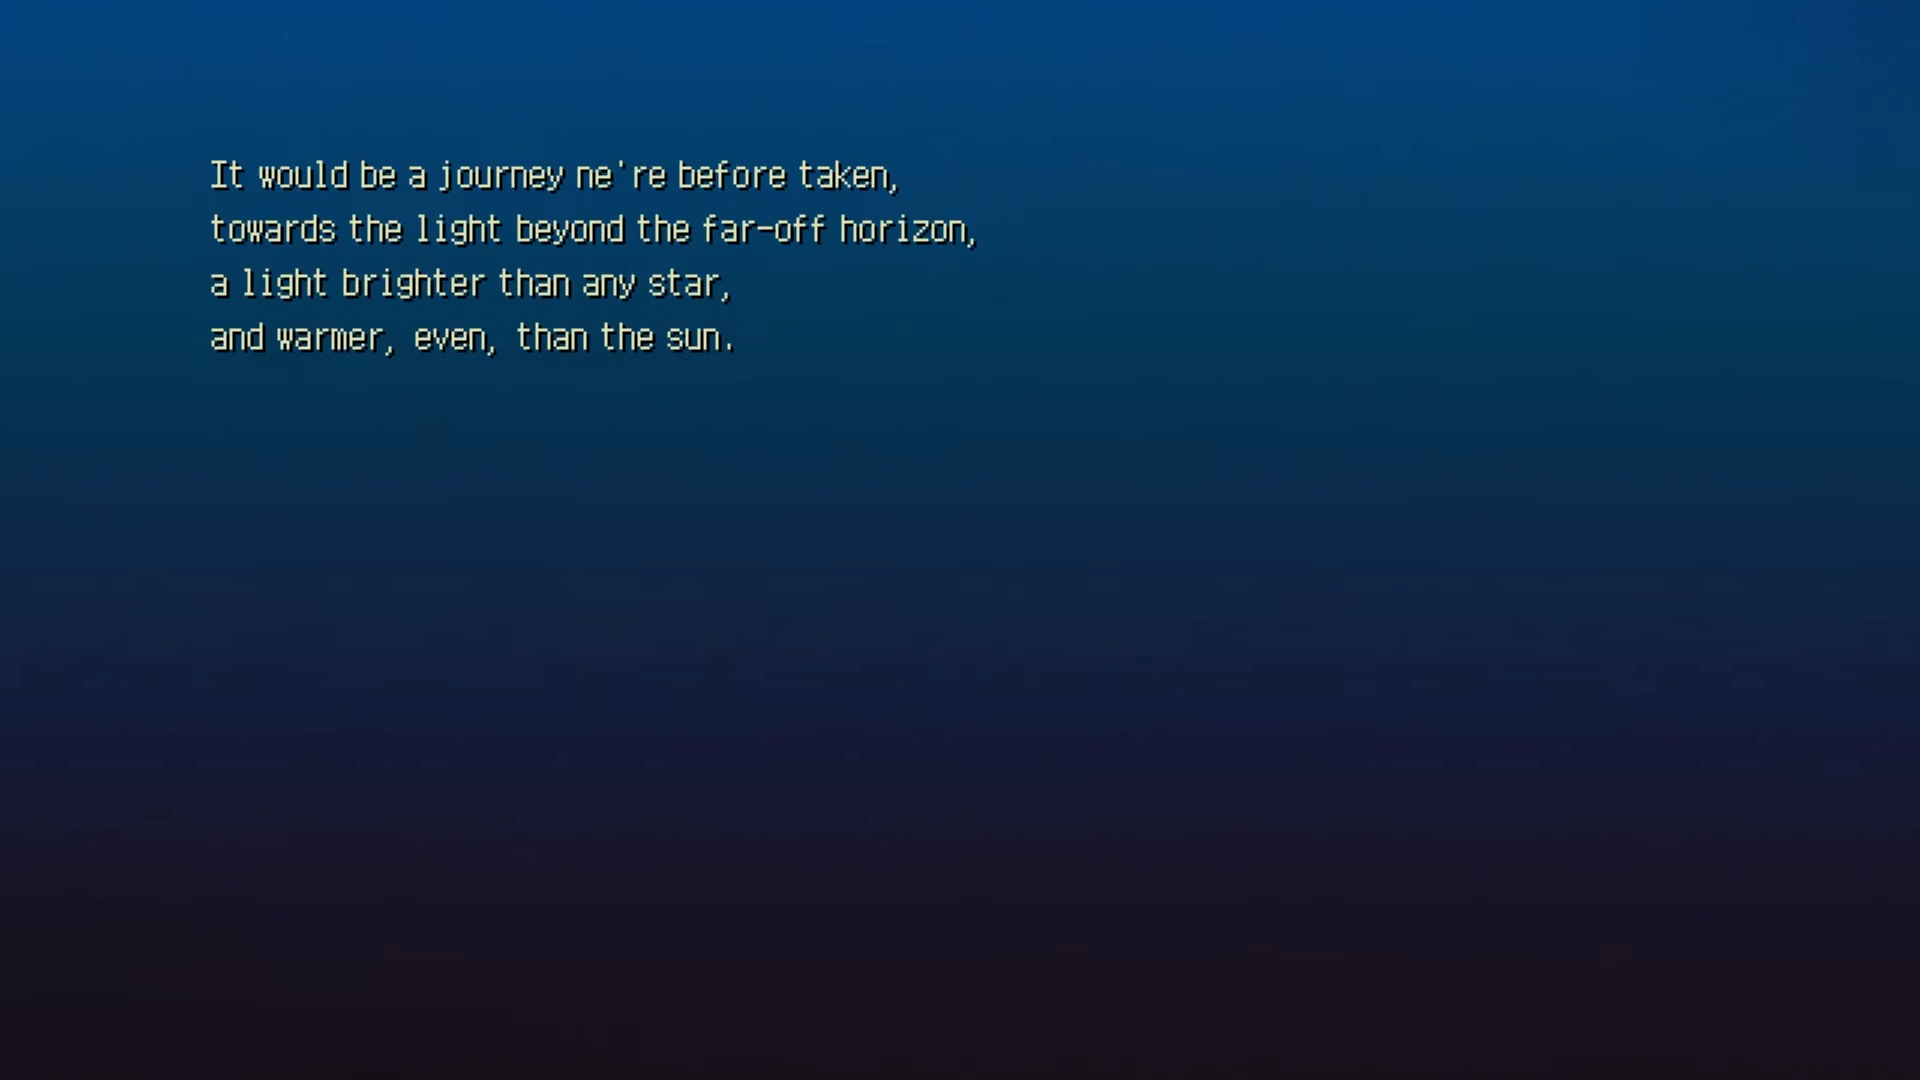 It would be a journey ne're before taken,
towards the light beyond the far-off horizon,
a light brighter than any star,
and warmer, even, than the sun.